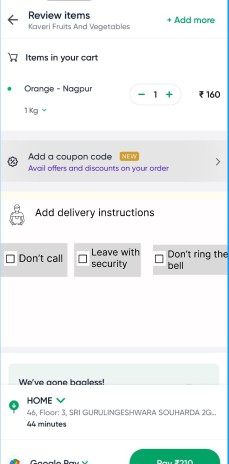 Review items
+ Add more
Kaveri Fruits And Vegetables
Items in your cart
Orange - Nagpur
− 1 +
₹ 160
1 Kg
Add a coupon code NEW
Avail offers and discounts on your order
Add delivery instructions
Don't call
Leave with
security
Don't ring the
bell
We've gone bagless!
HOME
46, Floor: 3, SRI GURULINGESHWARA SOUHARDA 2G...
44 minutes
Google Pay
Pay ₹210